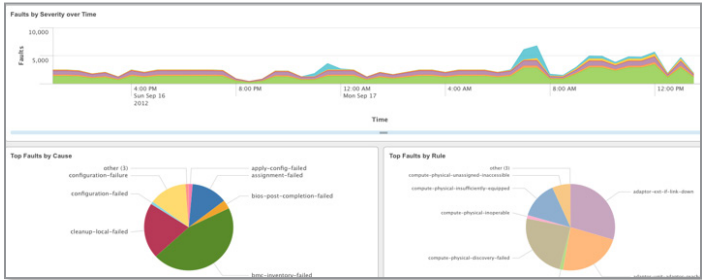 Faults by Severity over Time
10,000
5,000
Faults
4:00 PM
Sun Sep 16
2012
8:00 PM
12:00 AM
Mon Sep 17
4:00 AM
8:00 AM
12:00 PM
Time
Top Faults by Cause
other (3)
configuration-failure
configuration-failed
cleanup-local-failed
apply-config-failed
assignment-failed
bios-post-completion-failed
bmc-inventory-failed
Top Faults by Rule
other (3)
compute-physical-unassigned-inaccessible
compute-physical-insufficiently-equipped
compute-physical-inoperable
compute-physical-discovery-failed
adaptor-ext-if-link-down